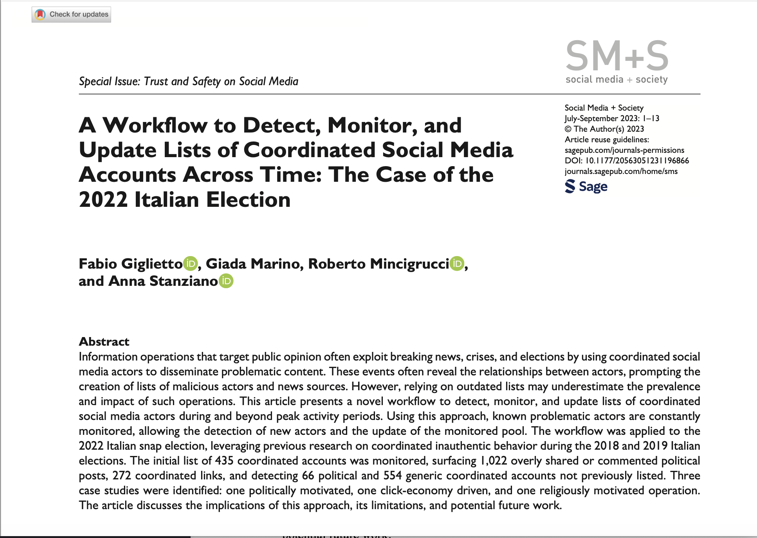 Check for updates
SM+S
social media + society
Special Issue: Trust and Safety on Social Media
Social Media + Society
July-September 2023: 1–13
© The Author(s) 2023
Article reuse guidelines:
sagepub.com/journals-permissions
DOI: 10.1177/20563051231196866
journals.sagepub.com/home/sms
Sage
A Workflow to Detect, Monitor, and
Update Lists of Coordinated Social Media
Accounts Across Time: The Case of the
2022 Italian Election
Fabio Giglietto iD, Giada Marino, Roberto Mincigrucci iD,
and Anna Stanziano iD
Abstract
Information operations that target public opinion often exploit breaking news, crises, and elections by using coordinated social
media actors to disseminate problematic content. These events often reveal the relationships between actors, prompting the
creation of lists of malicious actors and news sources. However, relying on outdated lists may underestimate the prevalence
and impact of such operations. This article presents a novel workflow to detect, monitor, and update lists of coordinated
social media actors during and beyond peak activity periods. Using this approach, known problematic actors are constantly
monitored, allowing the detection of new actors and the update of the monitored pool. The workflow was applied to the
2022 Italian snap election, leveraging previous research on coordinated inauthentic behavior during the 2018 and 2019 Italian
elections. The initial list of 435 coordinated accounts was monitored, surfacing 1,022 overly shared or commented political
posts, 272 coordinated links, and detecting 66 political and 554 generic coordinated accounts not previously listed. Three
case studies were identified: one politically motivated, one click-economy driven, and one religiously motivated operation.
The article discusses the implications of this approach, its limitations, and potential future work.